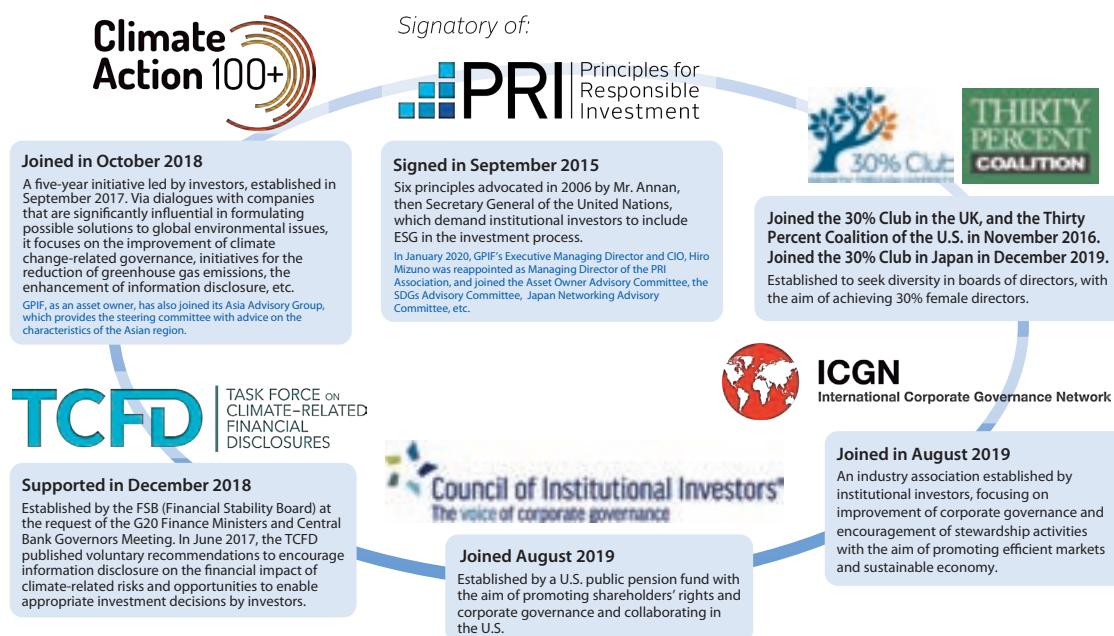 Climate
Action 100+
Signatory of:
PRI
Principles for
Responsible
Investment
30% Club
THIRTY
PERCENT
COALITION
Joined in October 2018
A five-year initiative led by investors, established in
September 2017. Via dialogues with companies
that are significantly influential in formulating
possible solutions to global environmental issues,
it focuses on the improvement of climate
change-related governance, initiatives for the
reduction of greenhouse gas emissions, the
enhancement of information disclosure, etc.
GPIF, as an asset owner, has also joined its Asia Advisory Group,
which provides the steering committee with advice on the
characteristics of the Asian region.
Signed in September 2015
Six principles advocated in 2006 by Mr. Annan,
then Secretary General of the United Nations,
which demand institutional investors to include
ESG in the investment process.
In January 2020, GPIF's Executive Managing Director and CIO, Hiro
Mizuno was reappointed as Managing Director of the PRI
Association, and joined the Asset Owner Advisory Committee, the
SDGs Advisory Committee, Japan Networking Advisory
Committee, etc.
Joined the 30% Club in the UK, and the Thirty
Percent Coalition of the U.S. in November 2016.
Joined the 30% Club in Japan in December 2019.
Established to seek diversity in boards of directors, with
the aim of achieving 30% female directors.
TCFD
TASK FORCE ON
CLIMATE-RELATED
FINANCIAL
DISCLOSURES
Supported in December 2018
Established by the FSB (Financial Stability Board) at
the request of the G20 Finance Ministers and Central
Bank Governors Meeting. In June 2017, the TCFD
published voluntary recommendations to encourage
information disclosure on the financial impact of
climate-related risks and opportunities to enable
appropriate investment decisions by investors.
Council of Institutional Investors®
The voice of corporate governance
Joined August 2019
Established by a U.S. public pension fund with
the aim of promoting shareholders' rights and
corporate governance and collaborating in
the U.S.
ICGN
International Corporate Governance Network
Joined in August 2019
An industry association established by
institutional investors, focusing on
improvement of corporate governance and
encouragement of stewardship activities
with the aim of promoting efficient markets
and sustainable economy.